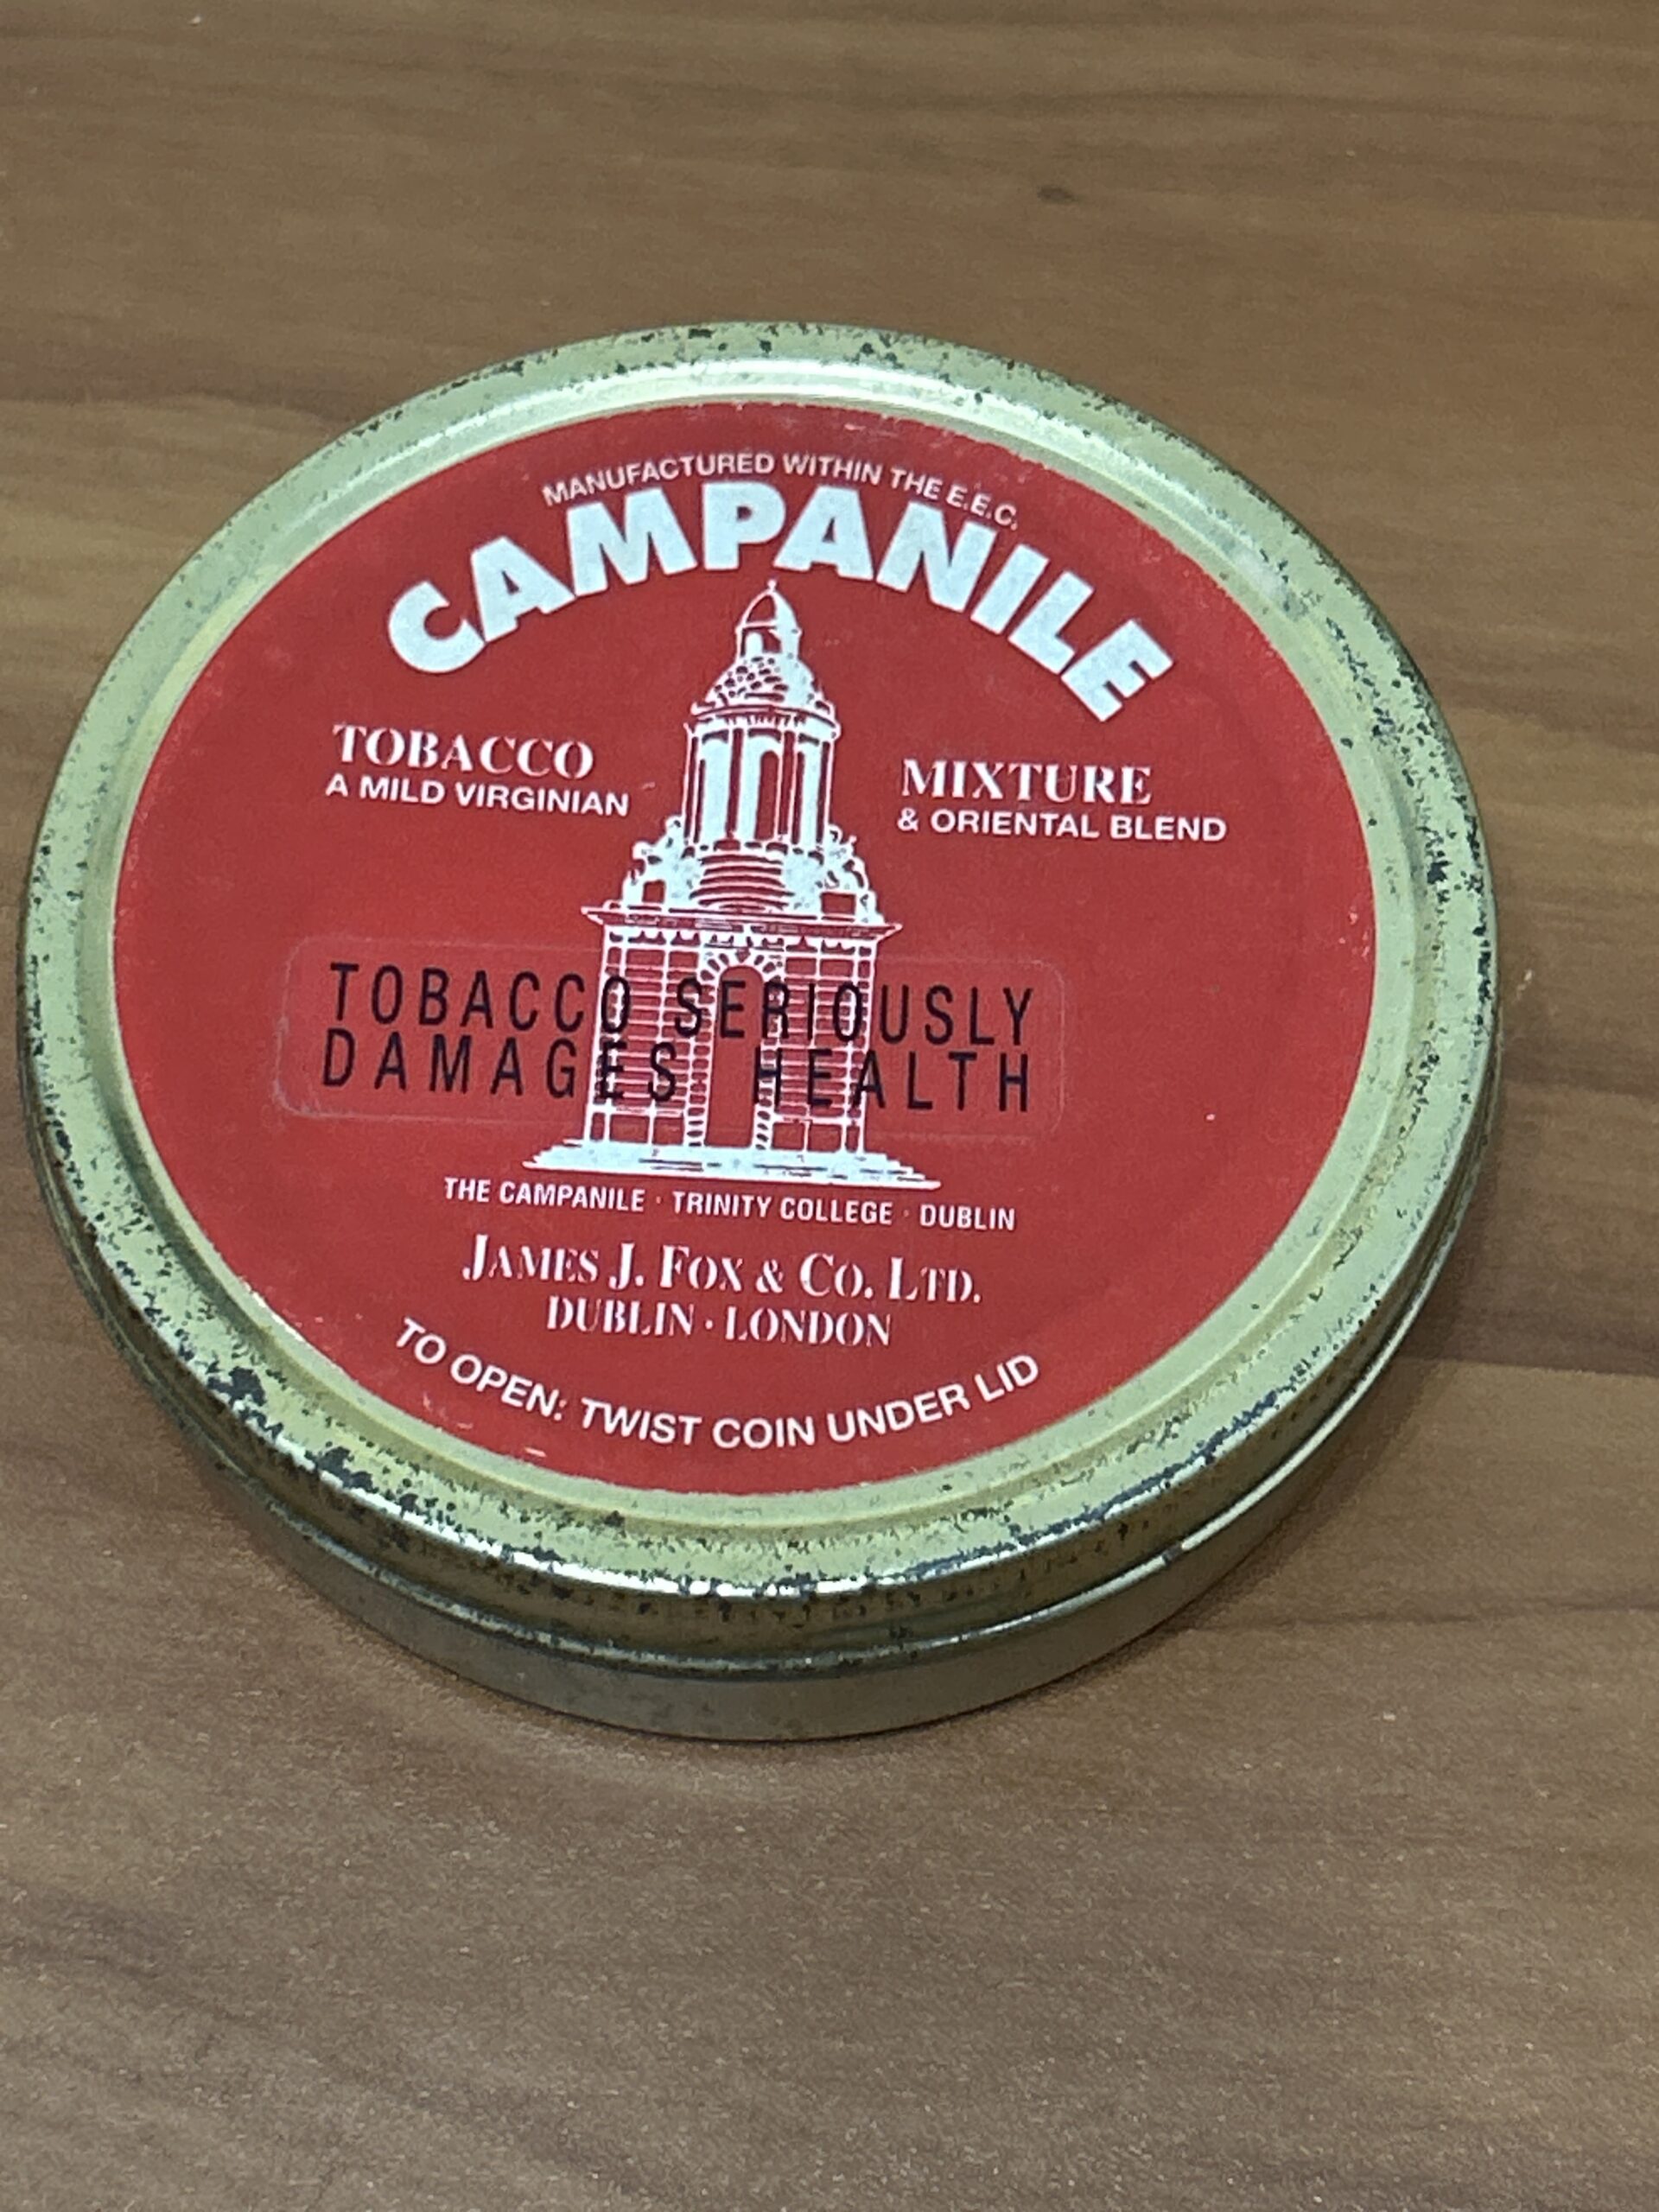 MANUFACTURED WITHIN THE E.E.C.
CAMPANILE
TOBACCO
A MILD VIRGINIAN
MIXTURE
& ORIENTAL BLEND
TOBACCO SERIOUSLY
DAMAGES HEALTH
THE CAMPANILE · TRINITY COLLEGE · DUBLIN
JAMES J. FOX & CO. LTD.
DUBLIN · LONDON
TO OPEN: TWIST COIN UNDER LID